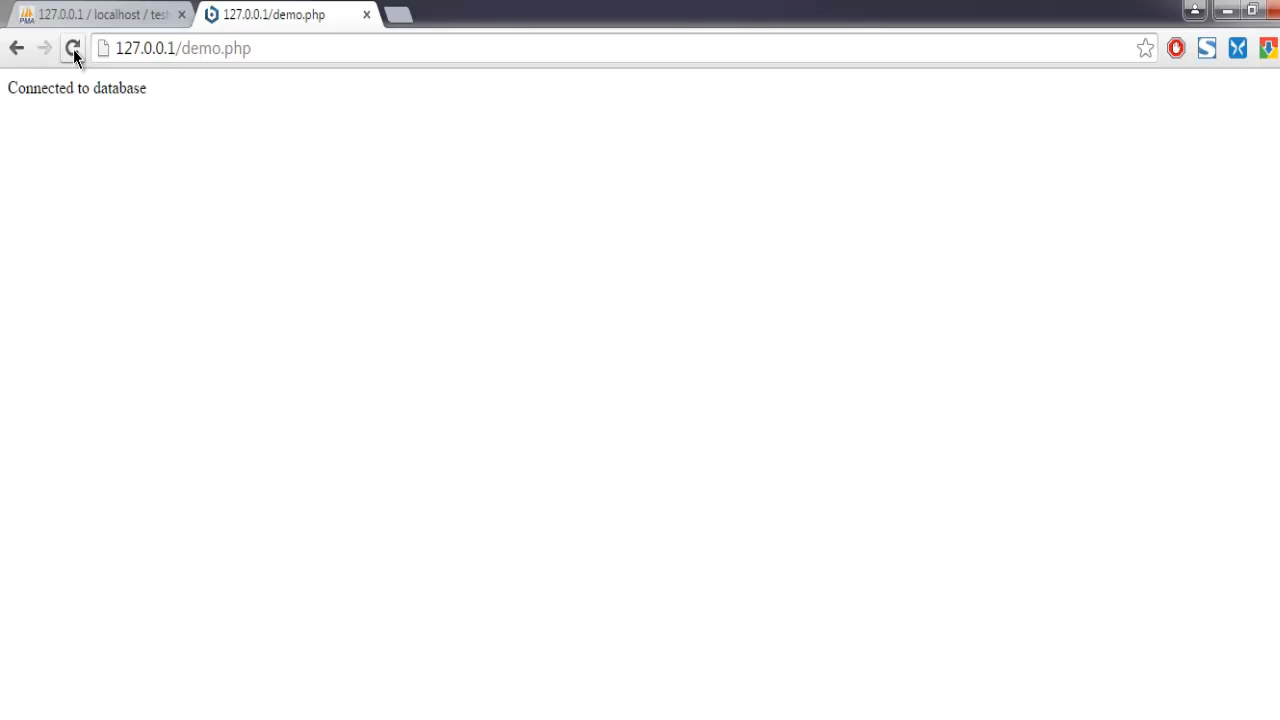 127.0.0.1 / localhost / test
127.0.0.1/demo.php
127.0.0.1/demo.php
Connected to database